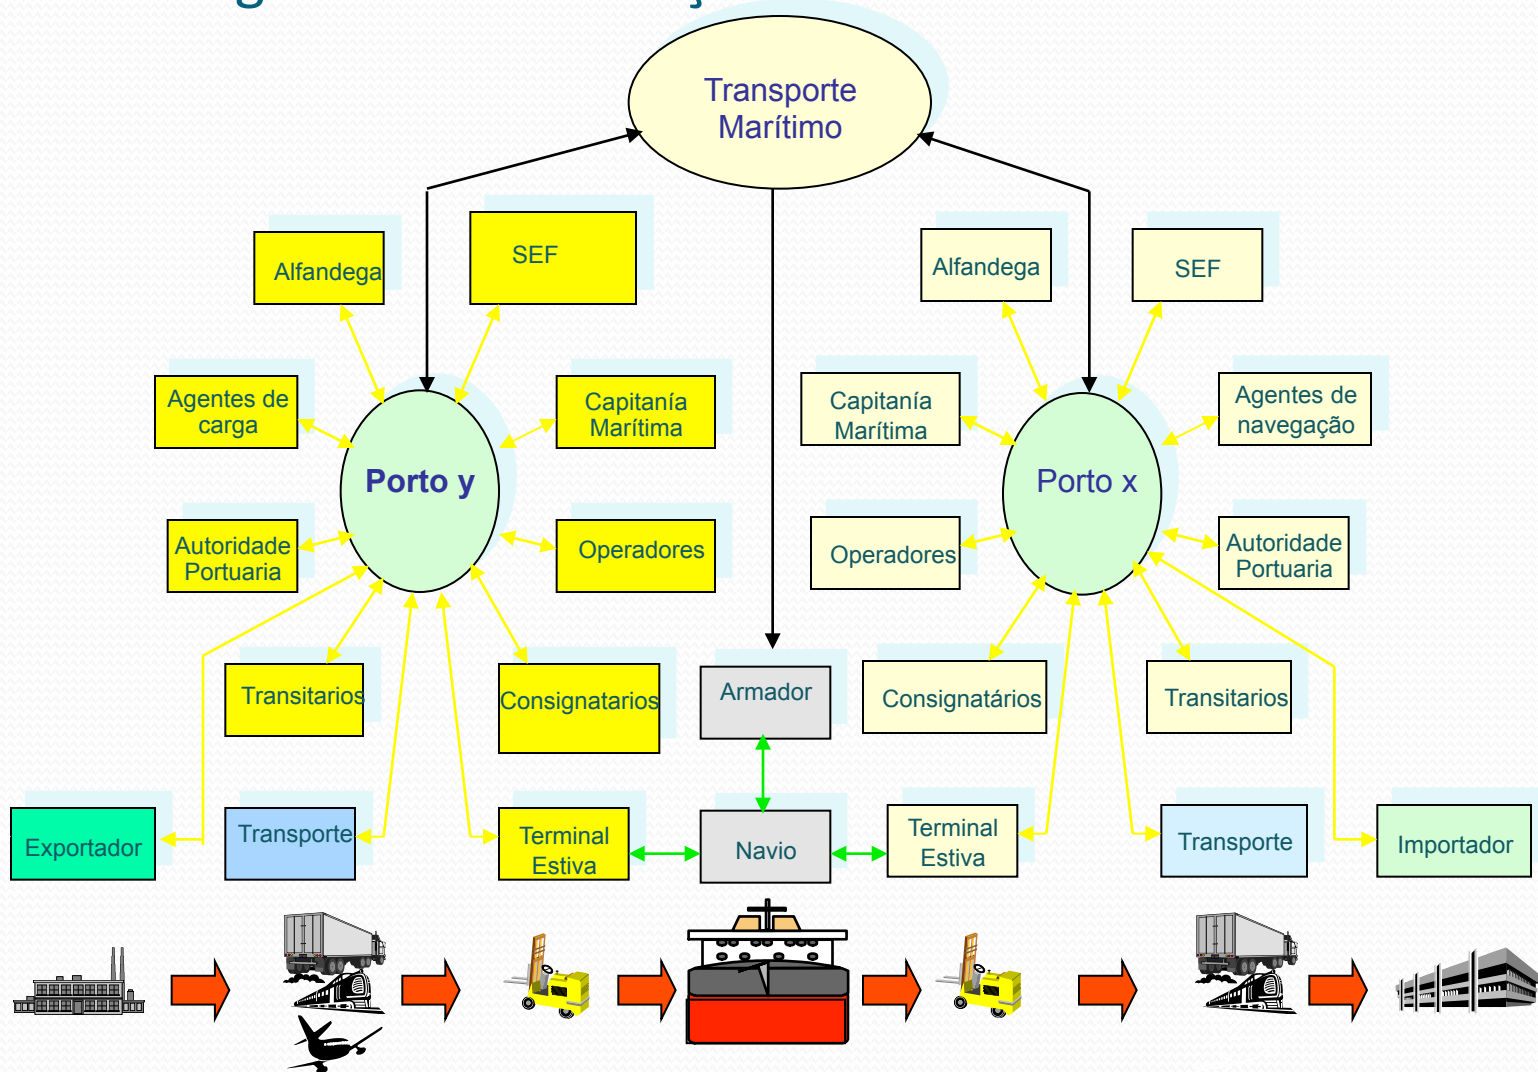 Transporte
Marítimo
Alfandega
SEF
Alfandega
SEF
Agentes de
carga
Capitanía
Marítima
Capitanía
Marítima
Agentes de
navegação
Porto y
Porto x
Autoridade
Portuaria
Operadores
Operadores
Autoridade
Portuaria
Transitarios
Consignatarios
Armador
Consignatários
Transitarios
Exportador
Transporte
Terminal
Estiva
Navio
Terminal
Estiva
Transporte
Importador